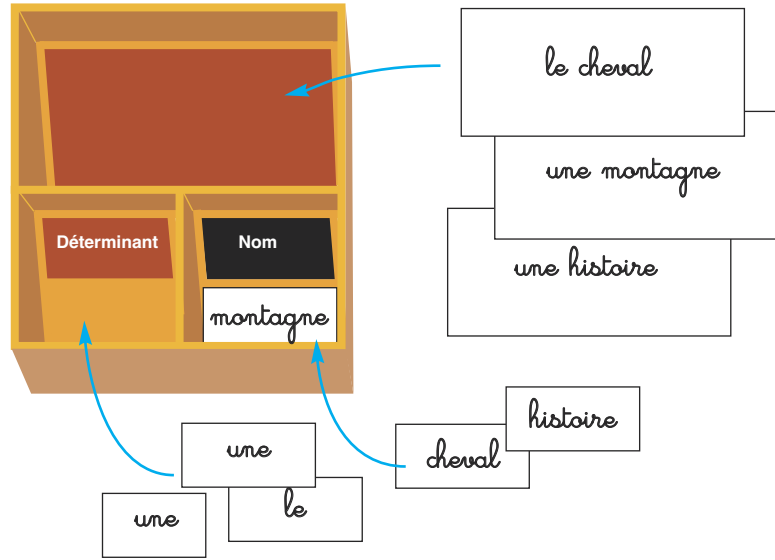 le cheval
une montagne
une histoire
Déterminant
Nom
montagne
histoire
cheval
une
le
une